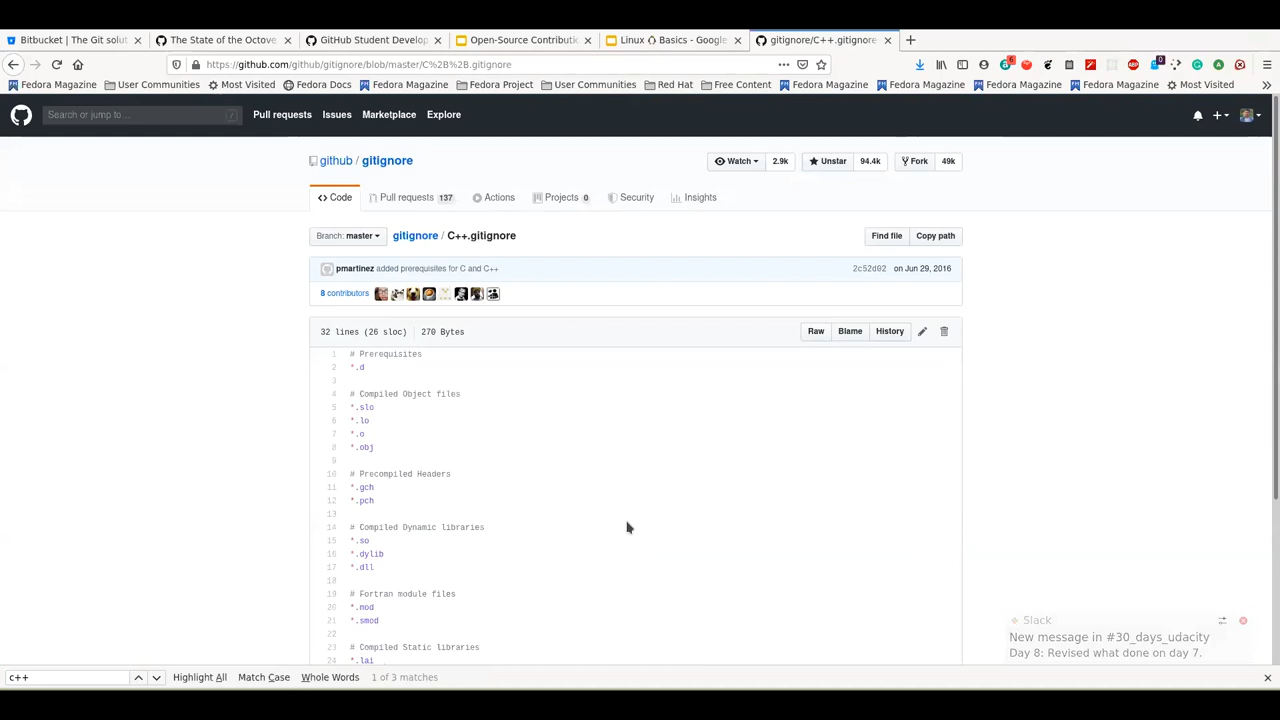 Bitbucket | The Git solut
The State of the Octove
GitHub Student Develop
Open-Source Contributio
Linux Basics - Google
gitignore/C++.gitignore
https://github.com/github/gitignore/blob/master/C%2B%2B.gitignore
Fedora Magazine User Communities Most Visited Fedora Docs Fedora Magazine Fedora Project User Communities Red Hat Free Content Fedora Magazine Fedora Magazine Fedora Magazine Most Visited
Search or jump to... / Pull requests Issues Marketplace Explore
github / gitignore
Watch 2.9k Unstar 94.4k Fork 49k
Code Pull requests 137 Actions Projects 0 Security Insights
Branch: master gitignore / C++.gitignore Find file Copy path
pmartinez added prerequisites for C and C++ 2c52d02 on Jun 29, 2016
8 contributors
32 lines (26 sloc) 270 Bytes Raw Blame History
1 # Prerequisites
2 *.d
3
4 # Compiled Object files
5 *.slo
6 *.lo
7 *.o
8 *.obj
9
10 # Precompiled Headers
11 *.gch
12 *.pch
13
14 # Compiled Dynamic libraries
15 *.so
16 *.dylib
17 *.dll
18
19 # Fortran module files
20 *.mod
21 *.smod
22
23 # Compiled Static libraries
24 *.lai
Slack
New message in #30_days_udacity
Day 8: Revised what done on day 7.
c++ Highlight All Match Case Whole Words 1 of 3 matches